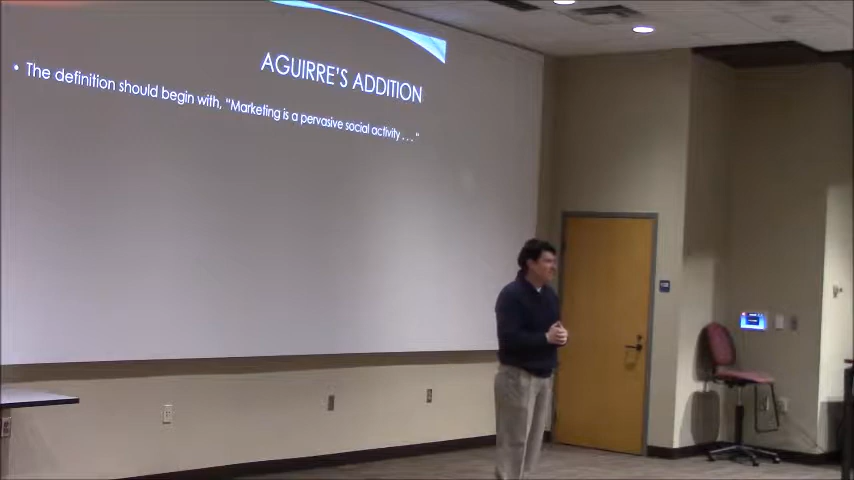 AGUIRRE'S ADDITION
• The definition should begin with, "Marketing is a pervasive social activity . . . "